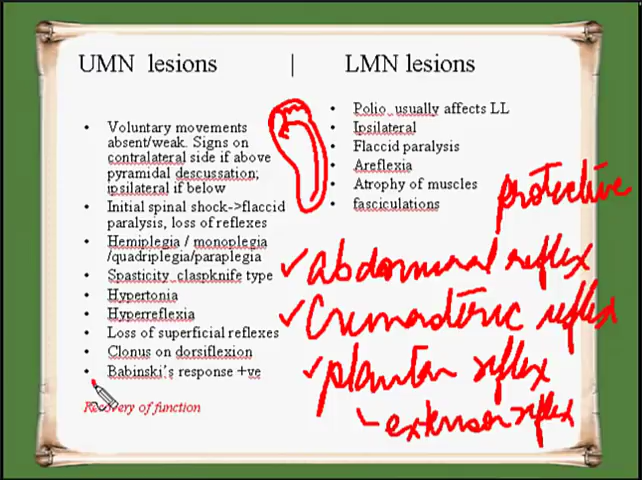 UMN lesions | LMN lesions
Voluntary movements
absent/weak. Signs on
contralateral side if above
pyramidal descussation;
ipsilateral if below
Initial spinal shock->flaccid
paralysis, loss of reflexes
Hemiplegia / monoplegia
/quadriplegia/paraplegia
Spasticity claspknife type
Hypertonia
Hyperreflexia
Loss of superficial reflexes
Clonus on dorsiflexion
Babinski's response +ve
Recovery of function
Polio usually affects LL
Ipsilateral
Flaccid paralysis
Areflexia
Atrophy of muscles
fasciculations
protective
abdominal reflex
Cremasteric reflex
plantar reflex
extensor reflex